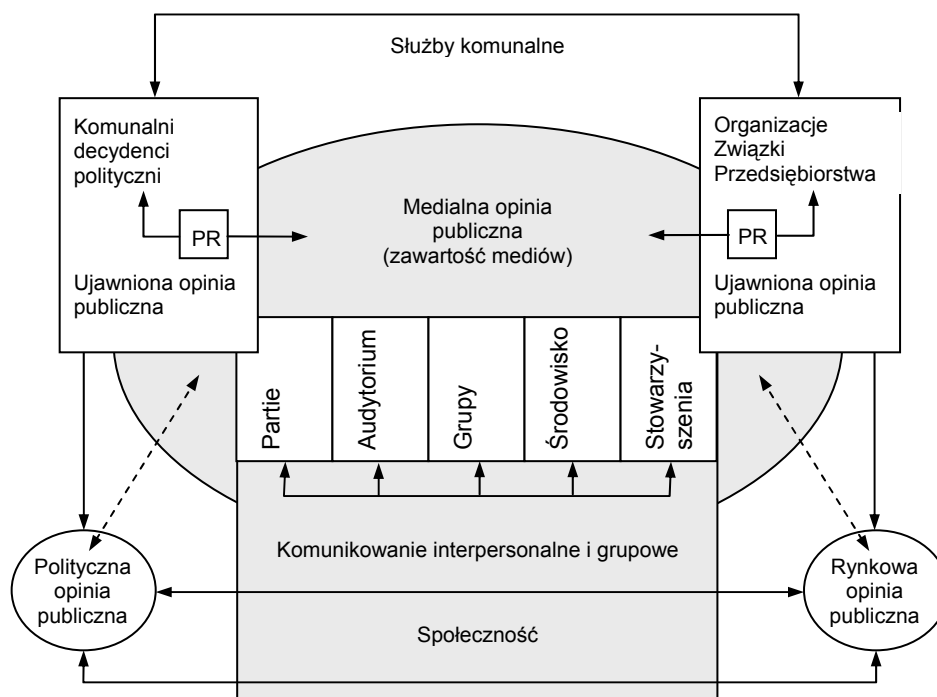 Służby komunalne
Komunalni
decydenci
polityczni
PR
Ujawniona opinia
publiczna
Organizacje
Związki
Przedsiębiorstwa
PR
Ujawniona opinia
publiczna
Medialna opinia
publiczna
(zawartość mediów)
Partie
Audytorium
Grupy
Środowisko
Stowarzy-
szenia
Komunikowanie interpersonalne i grupowe
Polityczna
opinia
publiczna
Rynkowa
opinia
publiczna
Społeczność